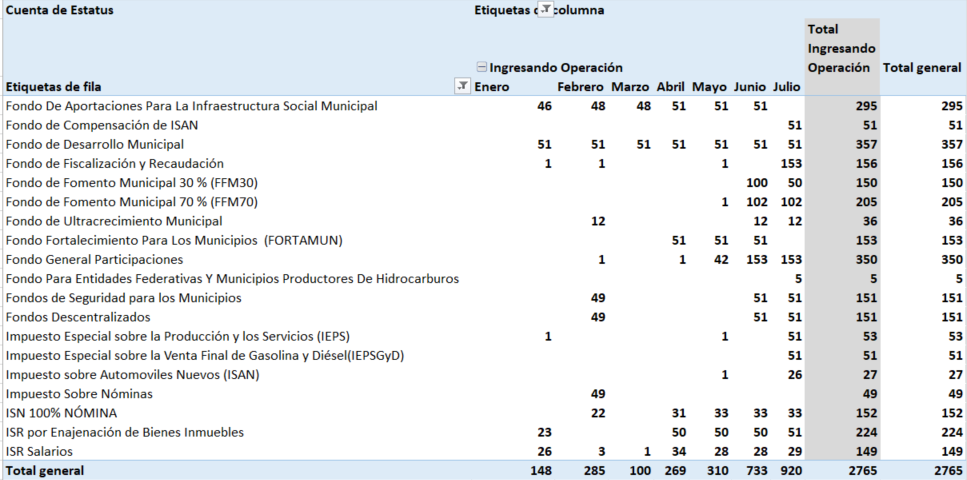 Cuenta de Estatus Etiquetas de columna
Total
Ingresando
Ingresando Operación Operación Total general
Etiquetas de fila Enero Febrero Marzo Abril Mayo Junio Julio
Fondo De Aportaciones Para La Infraestructura Social Municipal 46 48 48 51 51 51 295 295
Fondo de Compensación de ISAN 51 51 51
Fondo de Desarrollo Municipal 51 51 51 51 51 51 51 357 357
Fondo de Fiscalización y Recaudación 1 1 1 153 156 156
Fondo de Fomento Municipal 30 % (FFM30) 100 50 150 150
Fondo de Fomento Municipal 70 % (FFM70) 1 102 102 205 205
Fondo de Ultracrecimiento Municipal 12 12 12 36 36
Fondo Fortalecimiento Para Los Municipios (FORTAMUN) 51 51 51 153 153
Fondo General Participaciones 1 1 42 153 153 350 350
Fondo Para Entidades Federativas Y Municipios Productores De Hidrocarburos 5 5 5
Fondos de Seguridad para los Municipios 49 51 51 151 151
Fondos Descentralizados 49 51 51 151 151
Impuesto Especial sobre la Producción y los Servicios (IEPS) 1 1 51 53 53
Impuesto Especial sobre la Venta Final de Gasolina y Diésel(IEPSGyD) 51 51 51
Impuesto sobre Automoviles Nuevos (ISAN) 1 26 27 27
Impuesto Sobre Nóminas 49 49 49
ISN 100% NÓMINA 22 31 33 33 33 152 152
ISR por Enajenación de Bienes Inmuebles 23 50 50 50 51 224 224
ISR Salarios 26 3 1 34 28 28 29 149 149
Total general 148 285 100 269 310 733 920 2765 2765